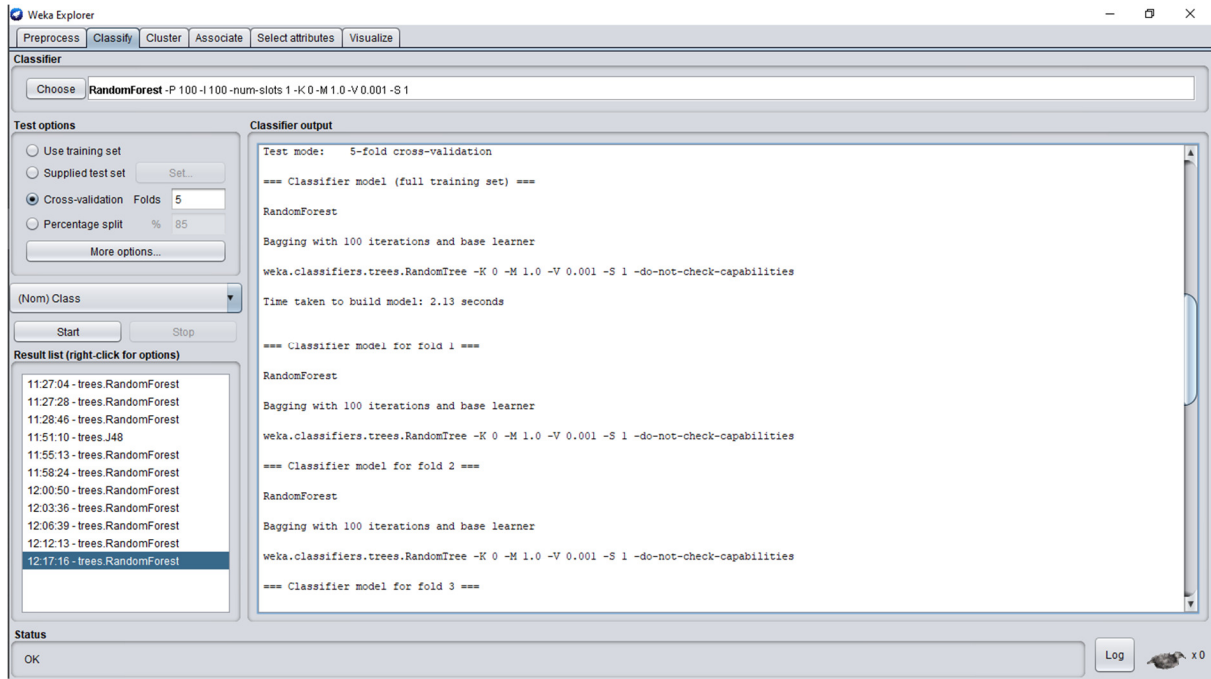 Weka Explorer
Preprocess Classify Cluster Associate Select attributes Visualize
Classifier
Choose RandomForest -P 100 -I 100 -num-slots 1 -K 0 -M 1.0 -V 0.001 -S 1
Test options
Use training set
Supplied test set Set...
Cross-validation Folds 5
Percentage split % 85
More options...
(Nom) Class
Start Stop
Result list (right-click for options)
11:27:04 - trees.RandomForest
11:27:28 - trees.RandomForest
11:28:46 - trees.RandomForest
11:51:10 - trees.J48
11:55:13 - trees.RandomForest
11:58:24 - trees.RandomForest
12:00:50 - trees.RandomForest
12:03:36 - trees.RandomForest
12:06:39 - trees.RandomForest
12:12:13 - trees.RandomForest
12:17:16 - trees.RandomForest
Classifier output
Test mode: 5-fold cross-validation
=== Classifier model (full training set) ===
RandomForest
Bagging with 100 iterations and base learner
weka.classifiers.trees.RandomTree -K 0 -M 1.0 -V 0.001 -S 1 -do-not-check-capabilities
Time taken to build model: 2.13 seconds
=== Classifier model for fold 1 ===
RandomForest
Bagging with 100 iterations and base learner
weka.classifiers.trees.RandomTree -K 0 -M 1.0 -V 0.001 -S 1 -do-not-check-capabilities
=== Classifier model for fold 2 ===
RandomForest
Bagging with 100 iterations and base learner
weka.classifiers.trees.RandomTree -K 0 -M 1.0 -V 0.001 -S 1 -do-not-check-capabilities
=== Classifier model for fold 3 ===
Status
OK
Log x 0